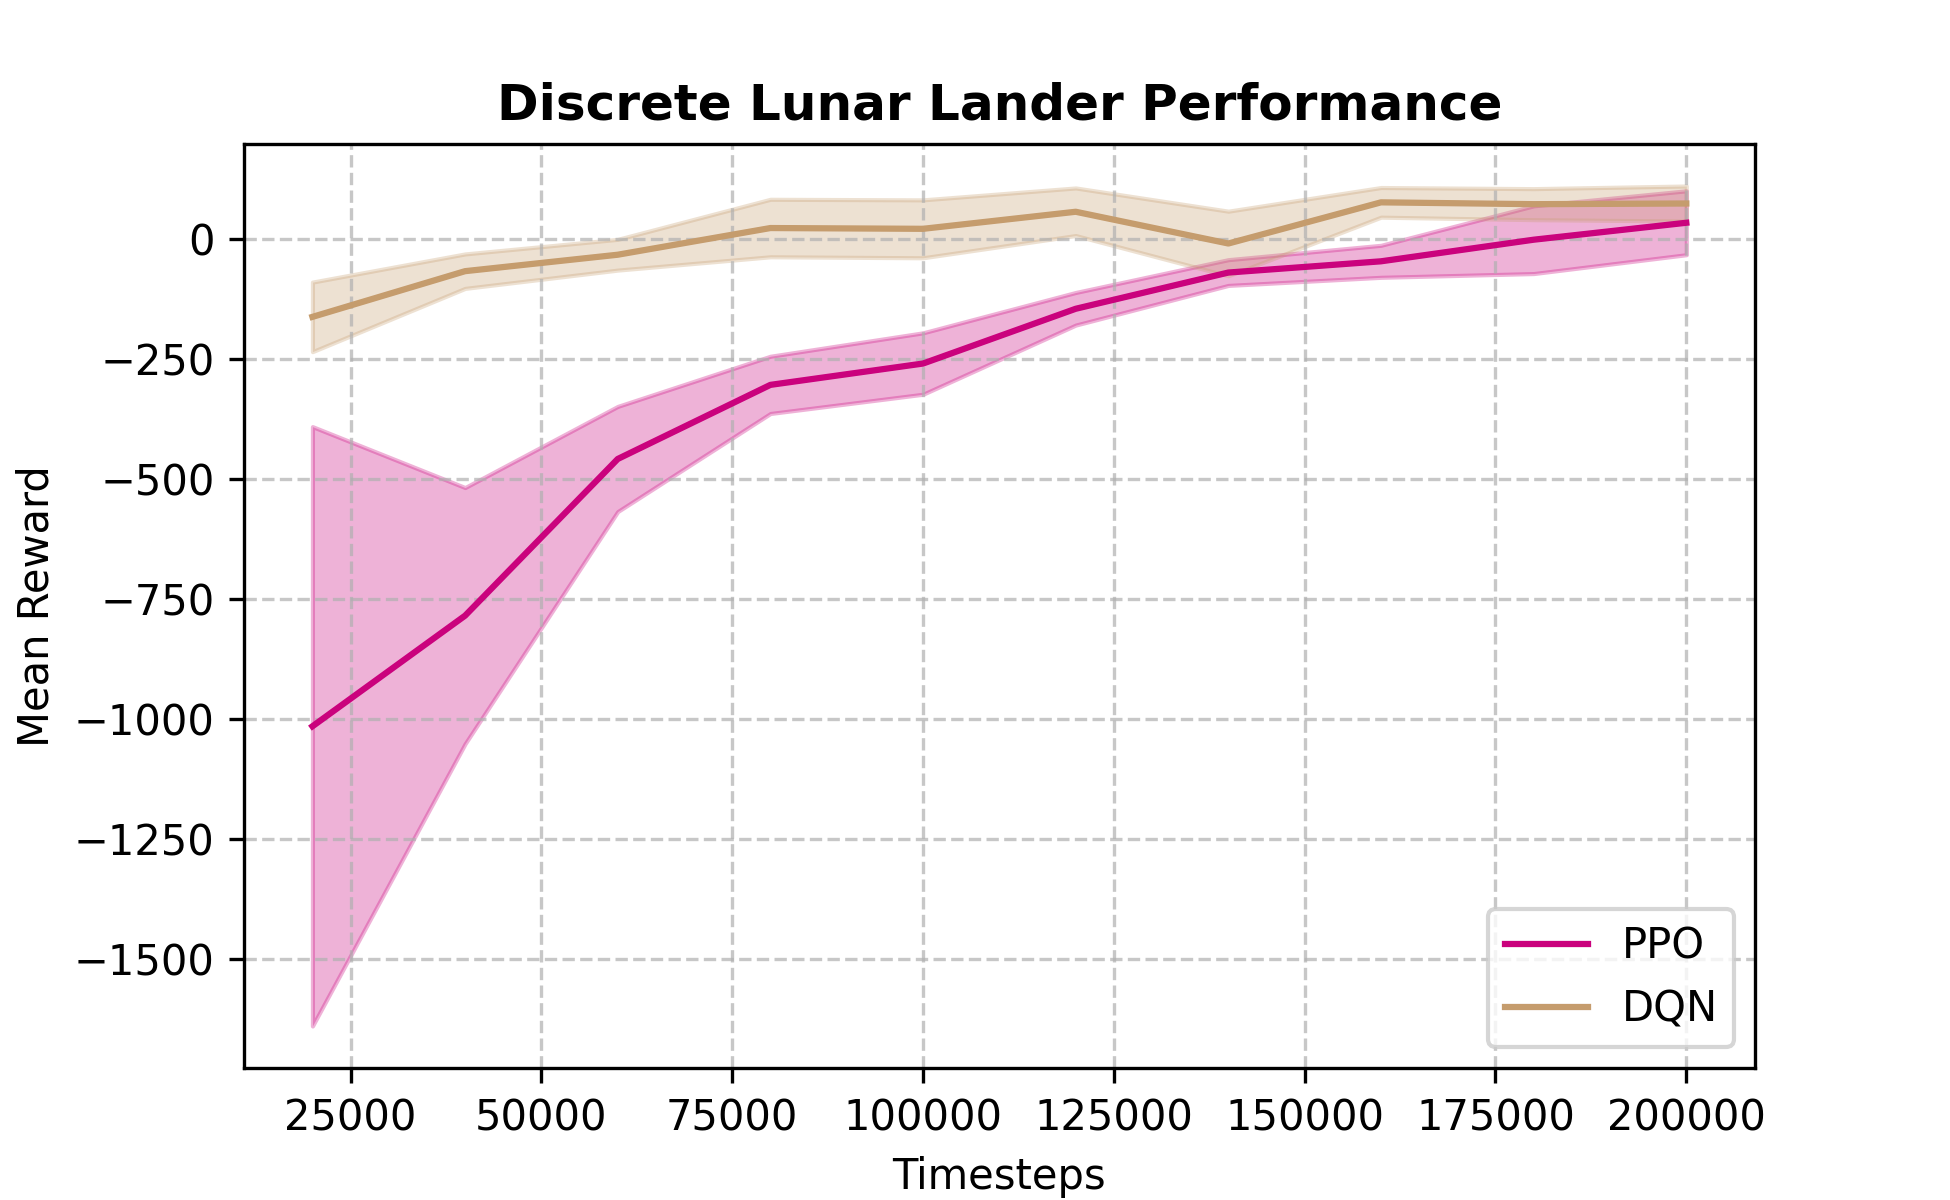 Discrete Lunar Lander Performance
Mean Reward
0
−250
−500
−750
−1000
−1250
−1500
PPO
DQN
25000 50000 75000 100000 125000 150000 175000 200000
Timesteps